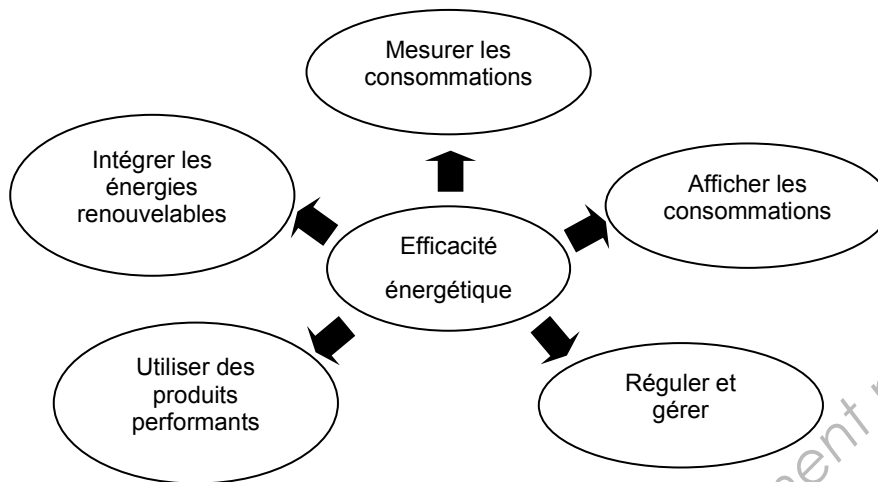 Mesurer les
consommations
Intégrer les
énergies
renouvelables
Afficher les
consommations
Efficacité
énergétique
Utiliser des
produits
performants
Réguler et
gérer